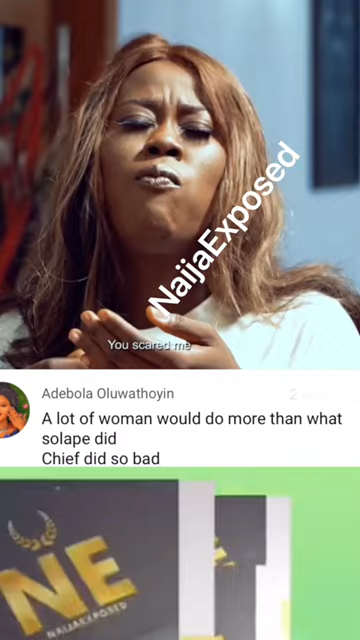 NaijaExposed
You scared me
Adebola Oluwathoyin
A lot of woman would do more than what
solape did
Chief did so bad
NE
NAIJAEXPOSED